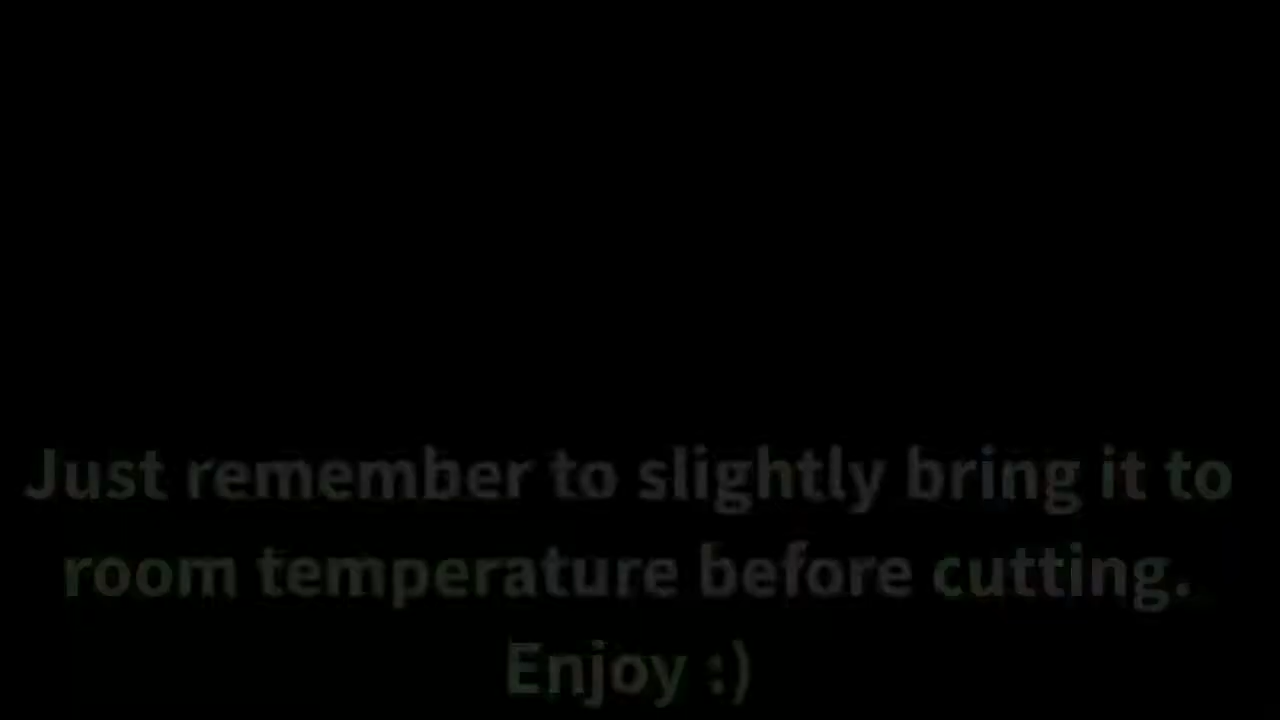 Just remember to slightly bring it to
room temperature before cutting.
Enjoy :)